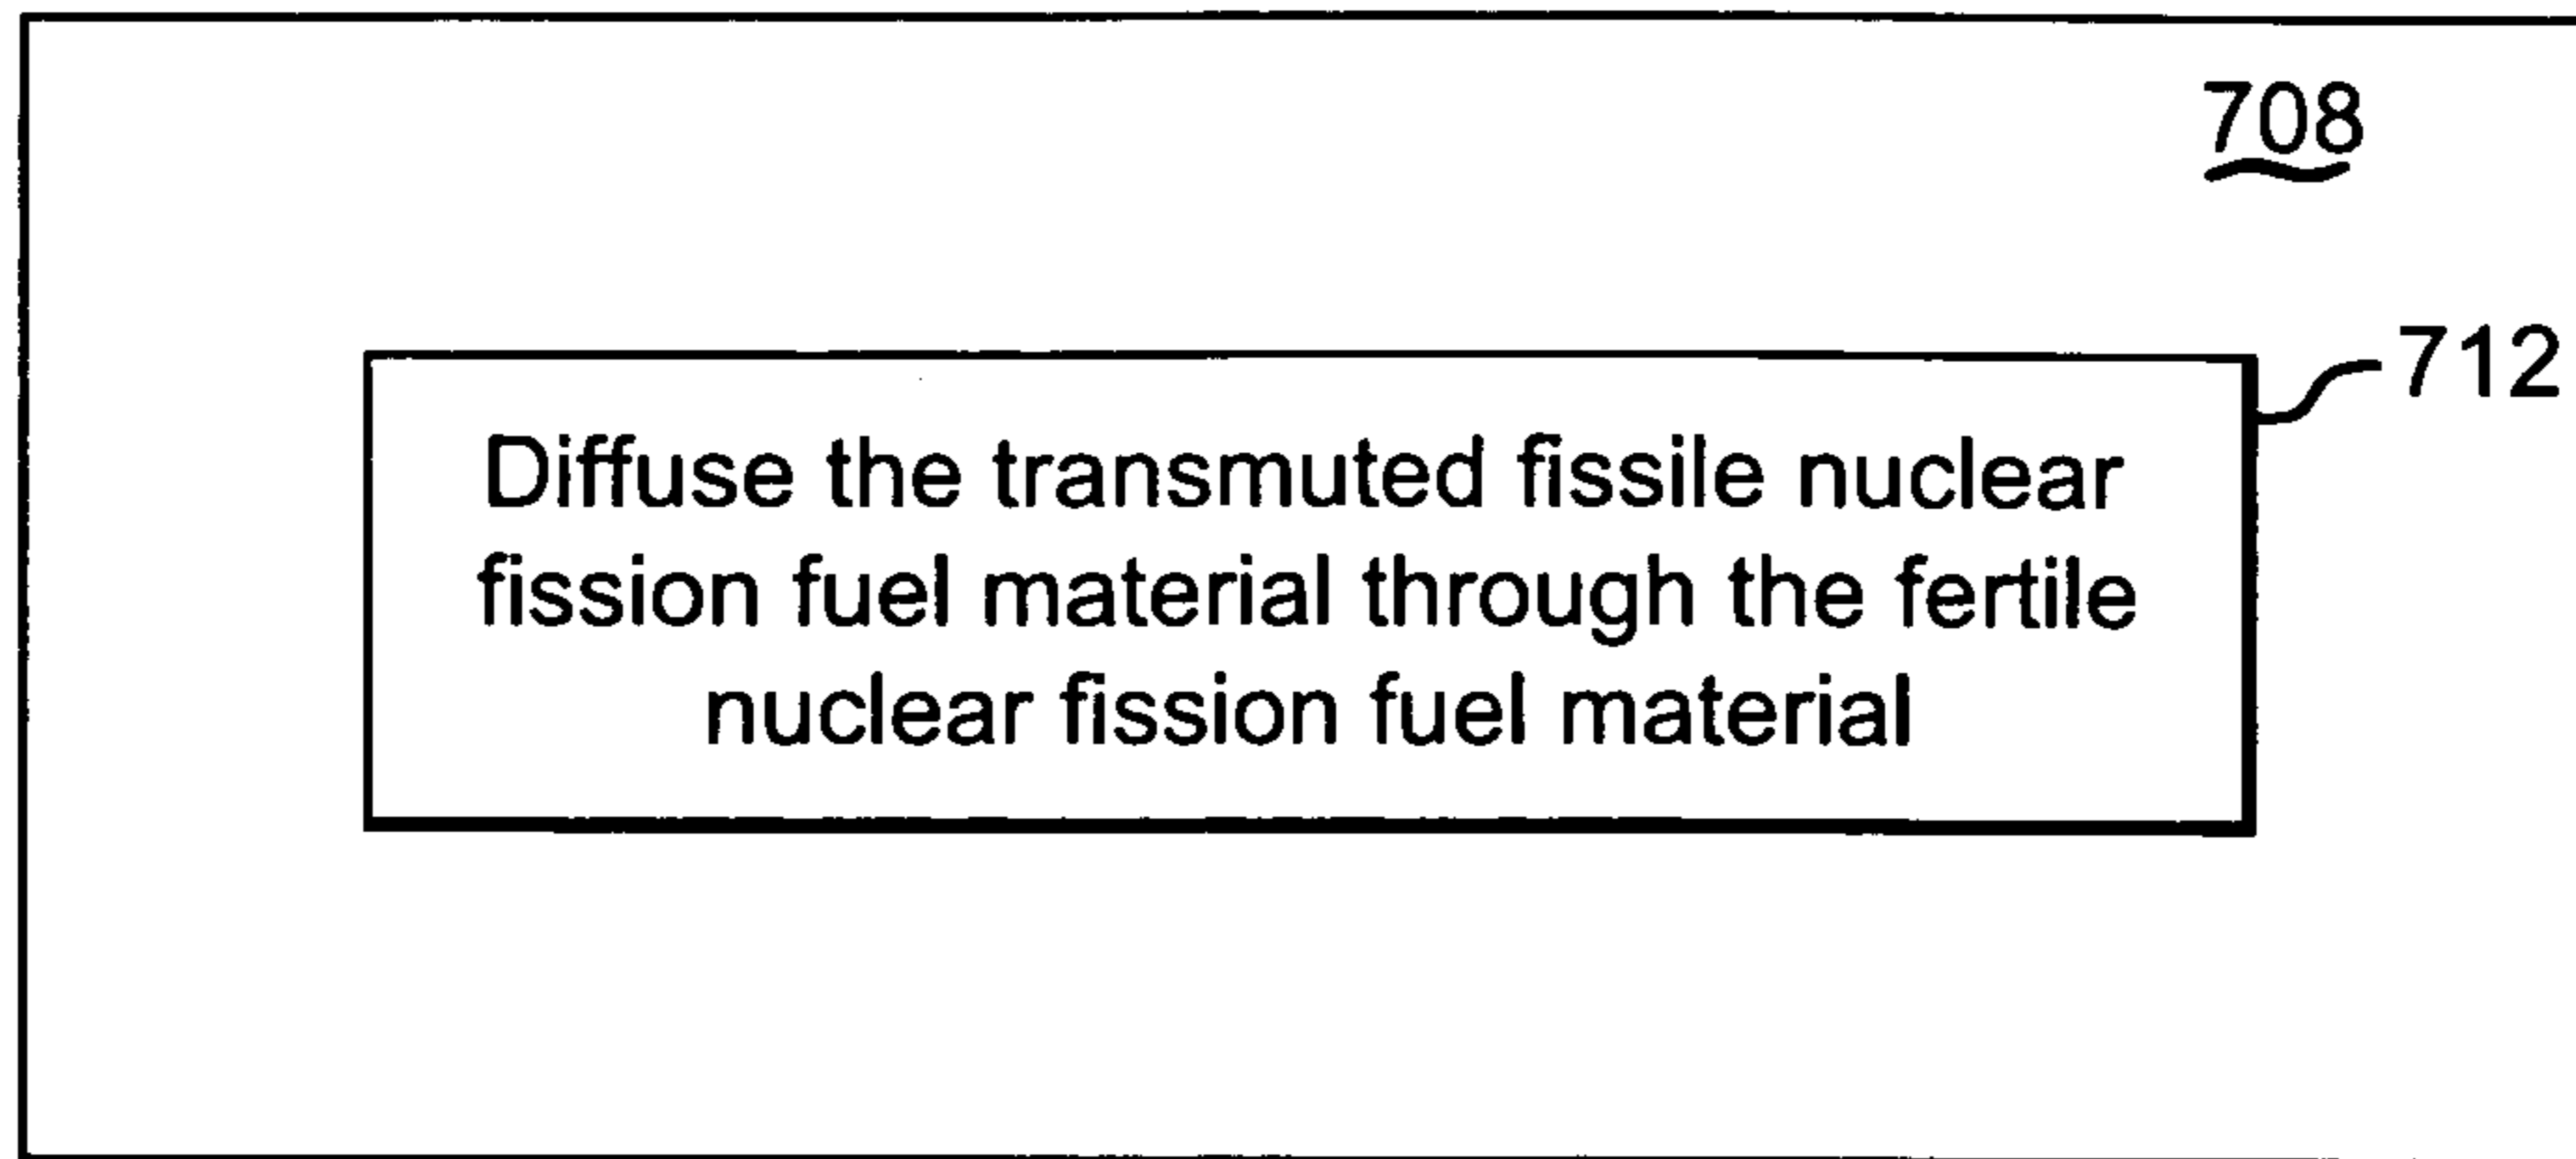 708
712
Diffuse the transmuted fissile nuclear
fission fuel material through the fertile
nuclear fission fuel material